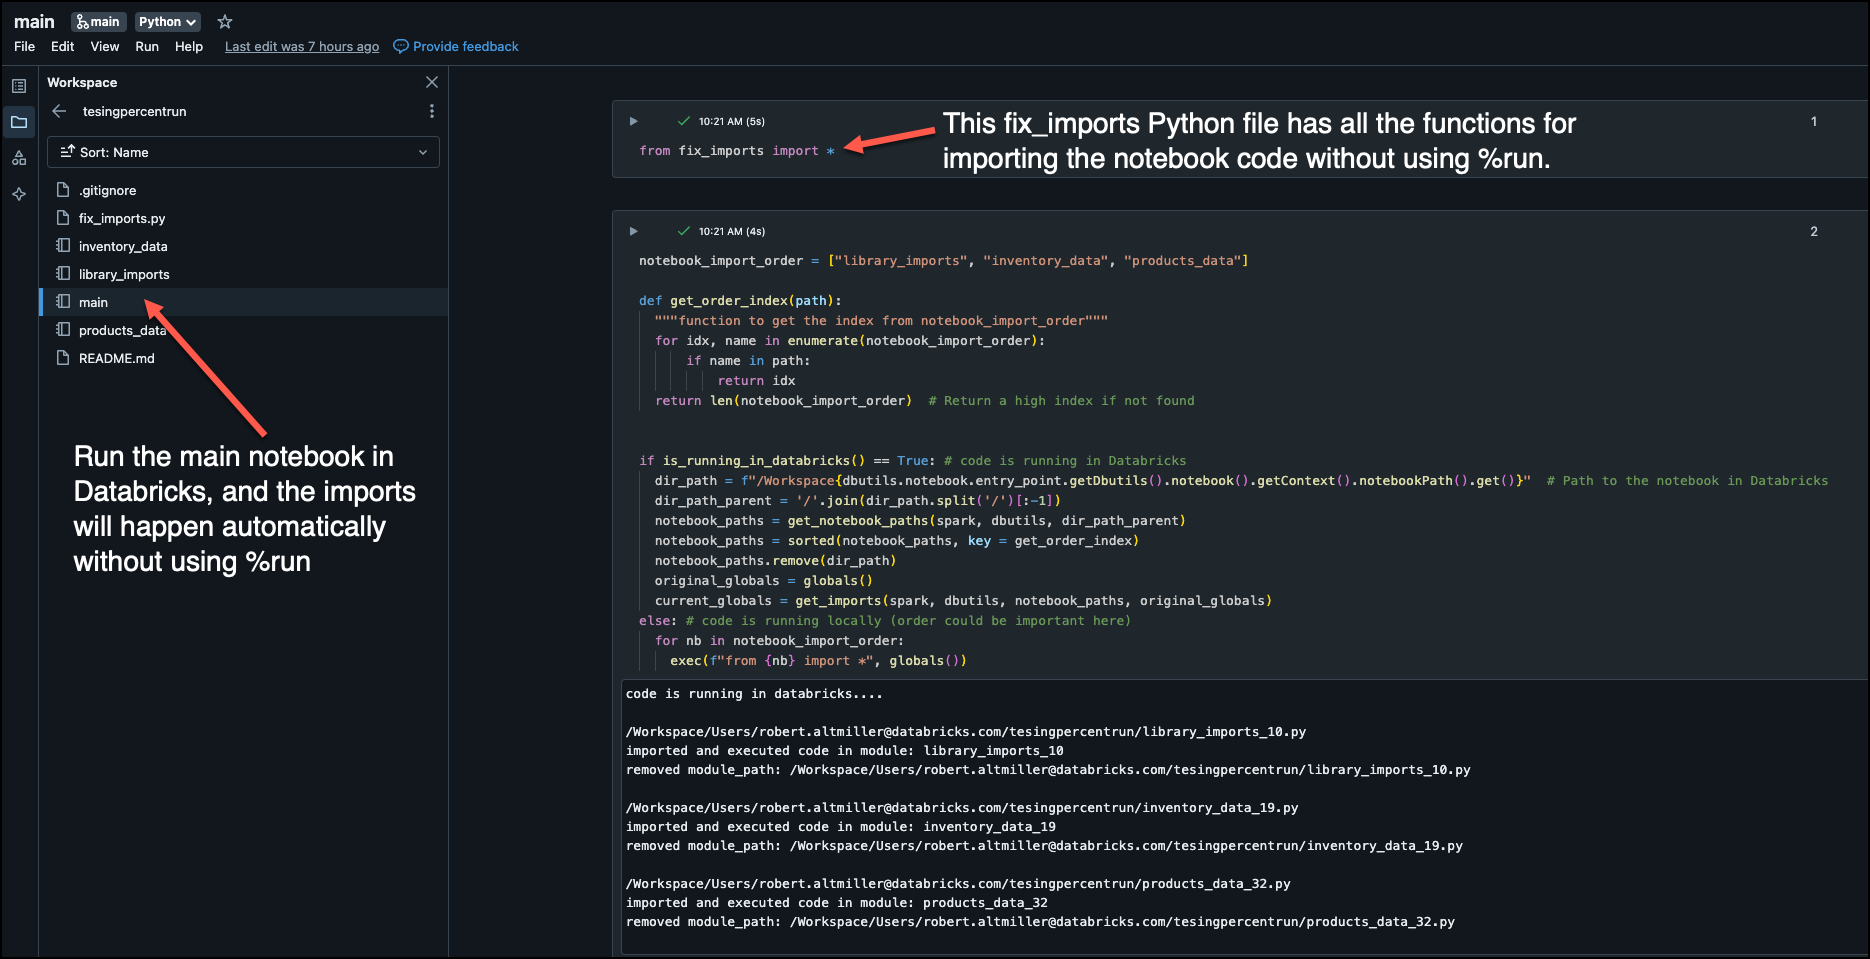 main main Python
File Edit View Run Help Last edit was 7 hours ago Provide feedback
Workspace
tesingpercentrun
Sort: Name
.gitignore
fix_imports.py
inventory_data
library_imports
main
products_data
README.md
Run the main notebook in
Databricks, and the imports
will happen automatically
without using %run
10:21 AM (5s)
1
from fix_imports import *
This fix_imports Python file has all the functions for
importing the notebook code without using %run.
10:21 AM (4s)
2
notebook_import_order = ["library_imports", "inventory_data", "products_data"]
def get_order_index(path):
"""function to get the index from notebook_import_order"""
for idx, name in enumerate(notebook_import_order):
if name in path:
return idx
return len(notebook_import_order)  # Return a high index if not found
if is_running_in_databricks() == True: # code is running in Databricks
dir_path = f"/Workspace{dbutils.notebook.entry_point.getDbutils().notebook().getContext().notebookPath().get()}"  # Path to the notebook in Databricks
dir_path_parent = '/'.join(dir_path.split('/')[:-1])
notebook_paths = get_notebook_paths(spark, dbutils, dir_path_parent)
notebook_paths = sorted(notebook_paths, key = get_order_index)
notebook_paths.remove(dir_path)
original_globals = globals()
current_globals = get_imports(spark, dbutils, notebook_paths, original_globals)
else: # code is running locally (order could be important here)
for nb in notebook_import_order:
exec(f"from {nb} import *", globals())
code is running in databricks....
/Workspace/Users/robert.altmiller@databricks.com/tesingpercentrun/library_imports_10.py
imported and executed code in module: library_imports_10
removed module_path: /Workspace/Users/robert.altmiller@databricks.com/tesingpercentrun/library_imports_10.py
/Workspace/Users/robert.altmiller@databricks.com/tesingpercentrun/inventory_data_19.py
imported and executed code in module: inventory_data_19
removed module_path: /Workspace/Users/robert.altmiller@databricks.com/tesingpercentrun/inventory_data_19.py
/Workspace/Users/robert.altmiller@databricks.com/tesingpercentrun/products_data_32.py
imported and executed code in module: products_data_32
removed module_path: /Workspace/Users/robert.altmiller@databricks.com/tesingpercentrun/products_data_32.py